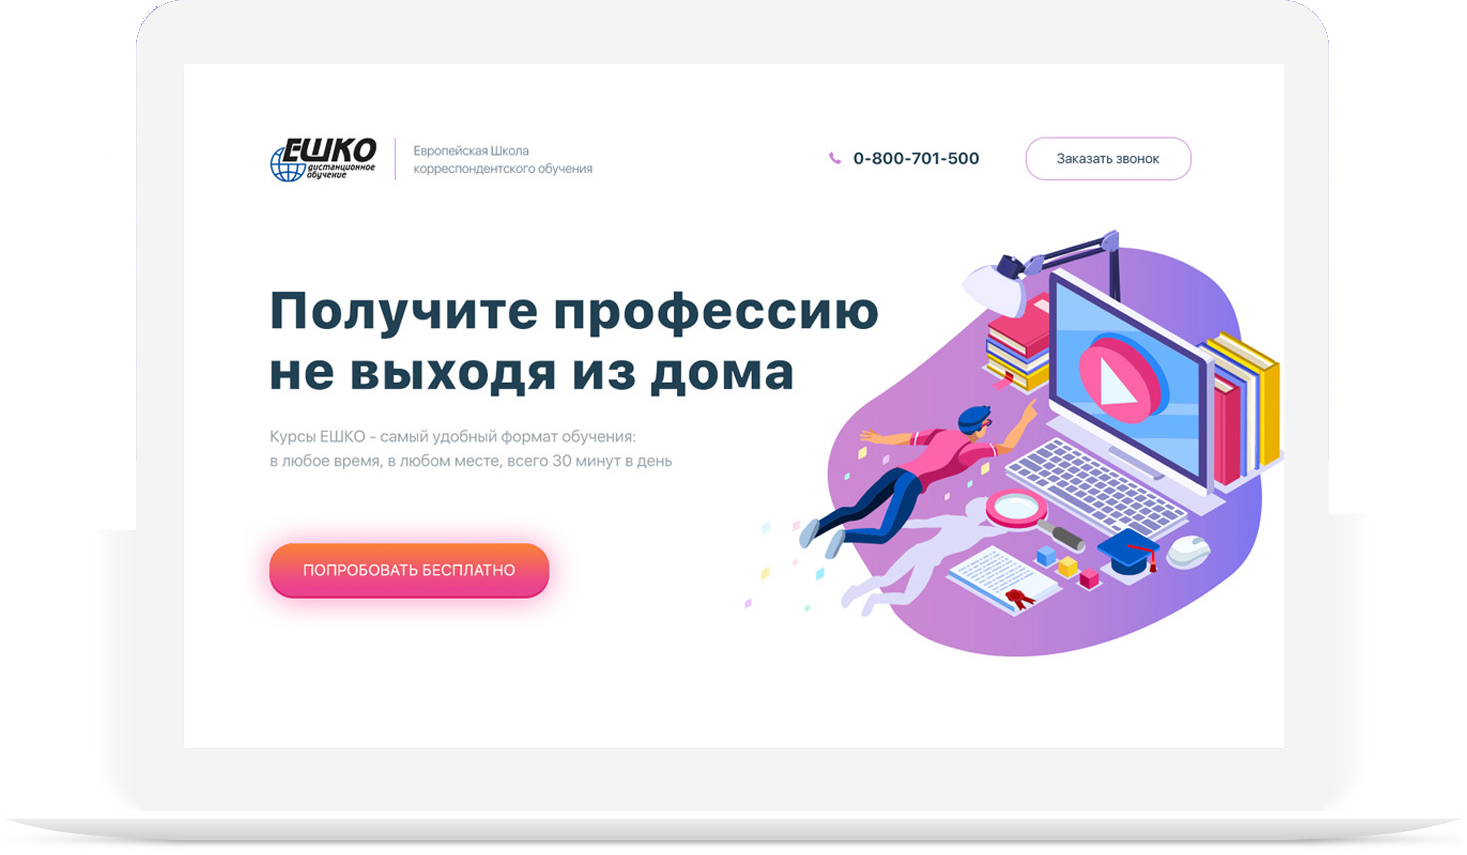 ЕШКО
дистанционное
обучение
Европейская Школа
корреспондентского обучения
0-800-701-500
Заказать звонок
Получите профессию
не выходя из дома
Курсы ЕШКО - самый удобный формат обучения:
в любое время, в любом месте, всего 30 минут в день
ПОПРОБОВАТЬ БЕСПЛАТНО